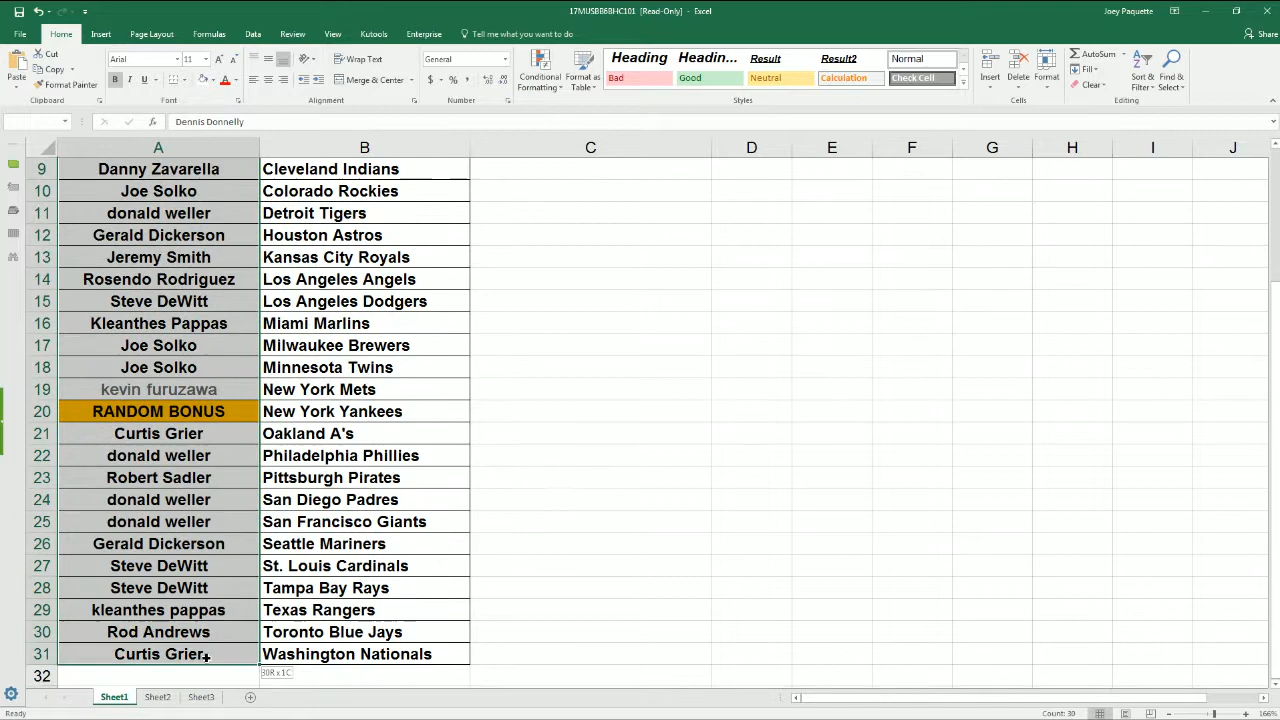 17MUSBB6BHC101 [Read-Only] - Excel
Joey Paquette
File Home Insert Page Layout Formulas Data Review View Kutools Enterprise Tell me what you want to do Share
Paste
Cut
Copy
Format Painter
Clipboard
Arial 11
B I U
Font
Wrap Text
Merge & Center
Alignment
General
$ % ,
Number
Conditional Formatting
Format as Table
Heading Headin... Result Result2 Normal
Bad Good Neutral Calculation Check Cell
Styles
Insert Delete Format
Cells
AutoSum
Fill
Clear
Sort & Filter
Find & Select
Editing
fx Dennis Donnelly
A B C D E F G H I J
9 Danny Zavarella Cleveland Indians
10 Joe Solko Colorado Rockies
11 donald weller Detroit Tigers
12 Gerald Dickerson Houston Astros
13 Jeremy Smith Kansas City Royals
14 Rosendo Rodriguez Los Angeles Angels
15 Steve DeWitt Los Angeles Dodgers
16 Kleanthes Pappas Miami Marlins
17 Joe Solko Milwaukee Brewers
18 Joe Solko Minnesota Twins
19 kevin furuzawa New York Mets
20 RANDOM BONUS New York Yankees
21 Curtis Grier Oakland A's
22 donald weller Philadelphia Phillies
23 Robert Sadler Pittsburgh Pirates
24 donald weller San Diego Padres
25 donald weller San Francisco Giants
26 Gerald Dickerson Seattle Mariners
27 Steve DeWitt St. Louis Cardinals
28 Steve DeWitt Tampa Bay Rays
29 kleanthes pappas Texas Rangers
30 Rod Andrews Toronto Blue Jays
31 Curtis Grier Washington Nationals
32 30R x 1C
Sheet1 Sheet2 Sheet3
Ready Count: 30 166%